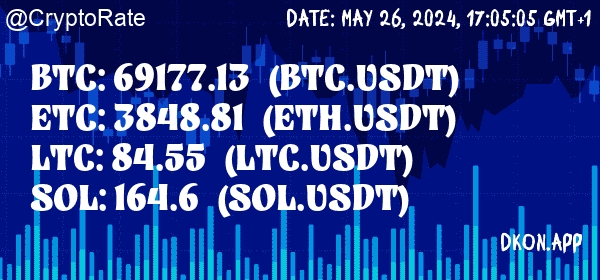 @CryptoRate
DATE: MAY 26, 2024, 17:05:05 GMT+1
BTC: 69177.13 (BTC.USDT)
ETC: 3848.81 (ETH.USDT)
LTC: 84.55 (LTC.USDT)
SOL: 164.6 (SOL.USDT)
DKON.APP